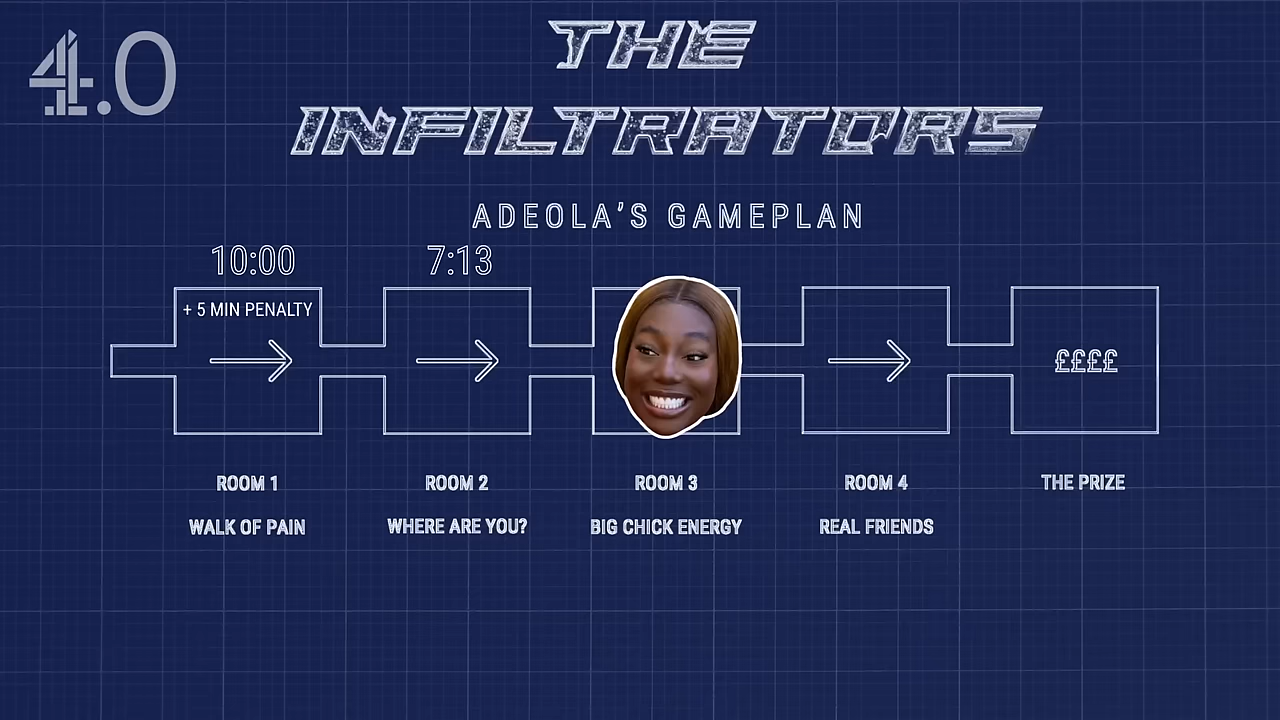 4.0
THE
INFILTRATORS
ADEOLA'S GAMEPLAN
10:00 7:13
+ 5 MIN PENALTY
££££
ROOM 1 ROOM 2 ROOM 3 ROOM 4 THE PRIZE
WALK OF PAIN WHERE ARE YOU? BIG CHICK ENERGY REAL FRIENDS